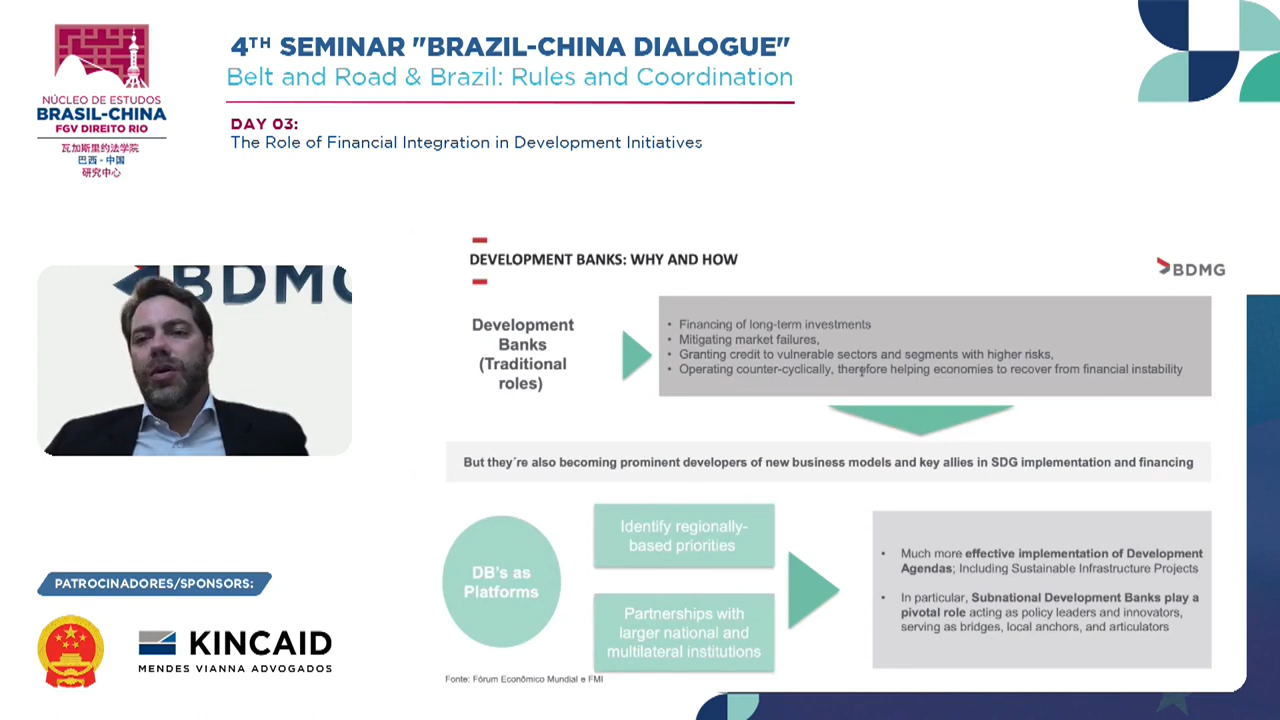 4TH SEMINAR "BRAZIL-CHINA DIALOGUE"
Belt and Road & Brazil: Rules and Coordination
NÚCLEO DE ESTUDOS
BRASIL-CHINA
FGV DIREITO RIO
瓦加斯里约法学院
巴西 - 中国
研究中心
DAY 03:
The Role of Financial Integration in Development Initiatives
BDMG
DEVELOPMENT BANKS: WHY AND HOW
BDMG
Development
Banks
(Traditional
roles)
• Financing of long-term investments
• Mitigating market failures,
• Granting credit to vulnerable sectors and segments with higher risks,
• Operating counter-cyclically, therefore helping economies to recover from financial instability
But they´re also becoming prominent developers of new business models and key allies in SDG implementation and financing
DB's as
Platforms
Identify regionally-
based priorities
Partnerships with
larger national and
multilateral institutions
• Much more effective implementation of Development
Agendas; Including Sustainable Infrastructure Projects
• In particular, Subnational Development Banks play a
pivotal role acting as policy leaders and innovators,
serving as bridges, local anchors, and articulators
Fonte: Fórum Econômico Mundial e FMI
PATROCINADORES/SPONSORS:
KINCAID
MENDES VIANNA ADVOGADOS